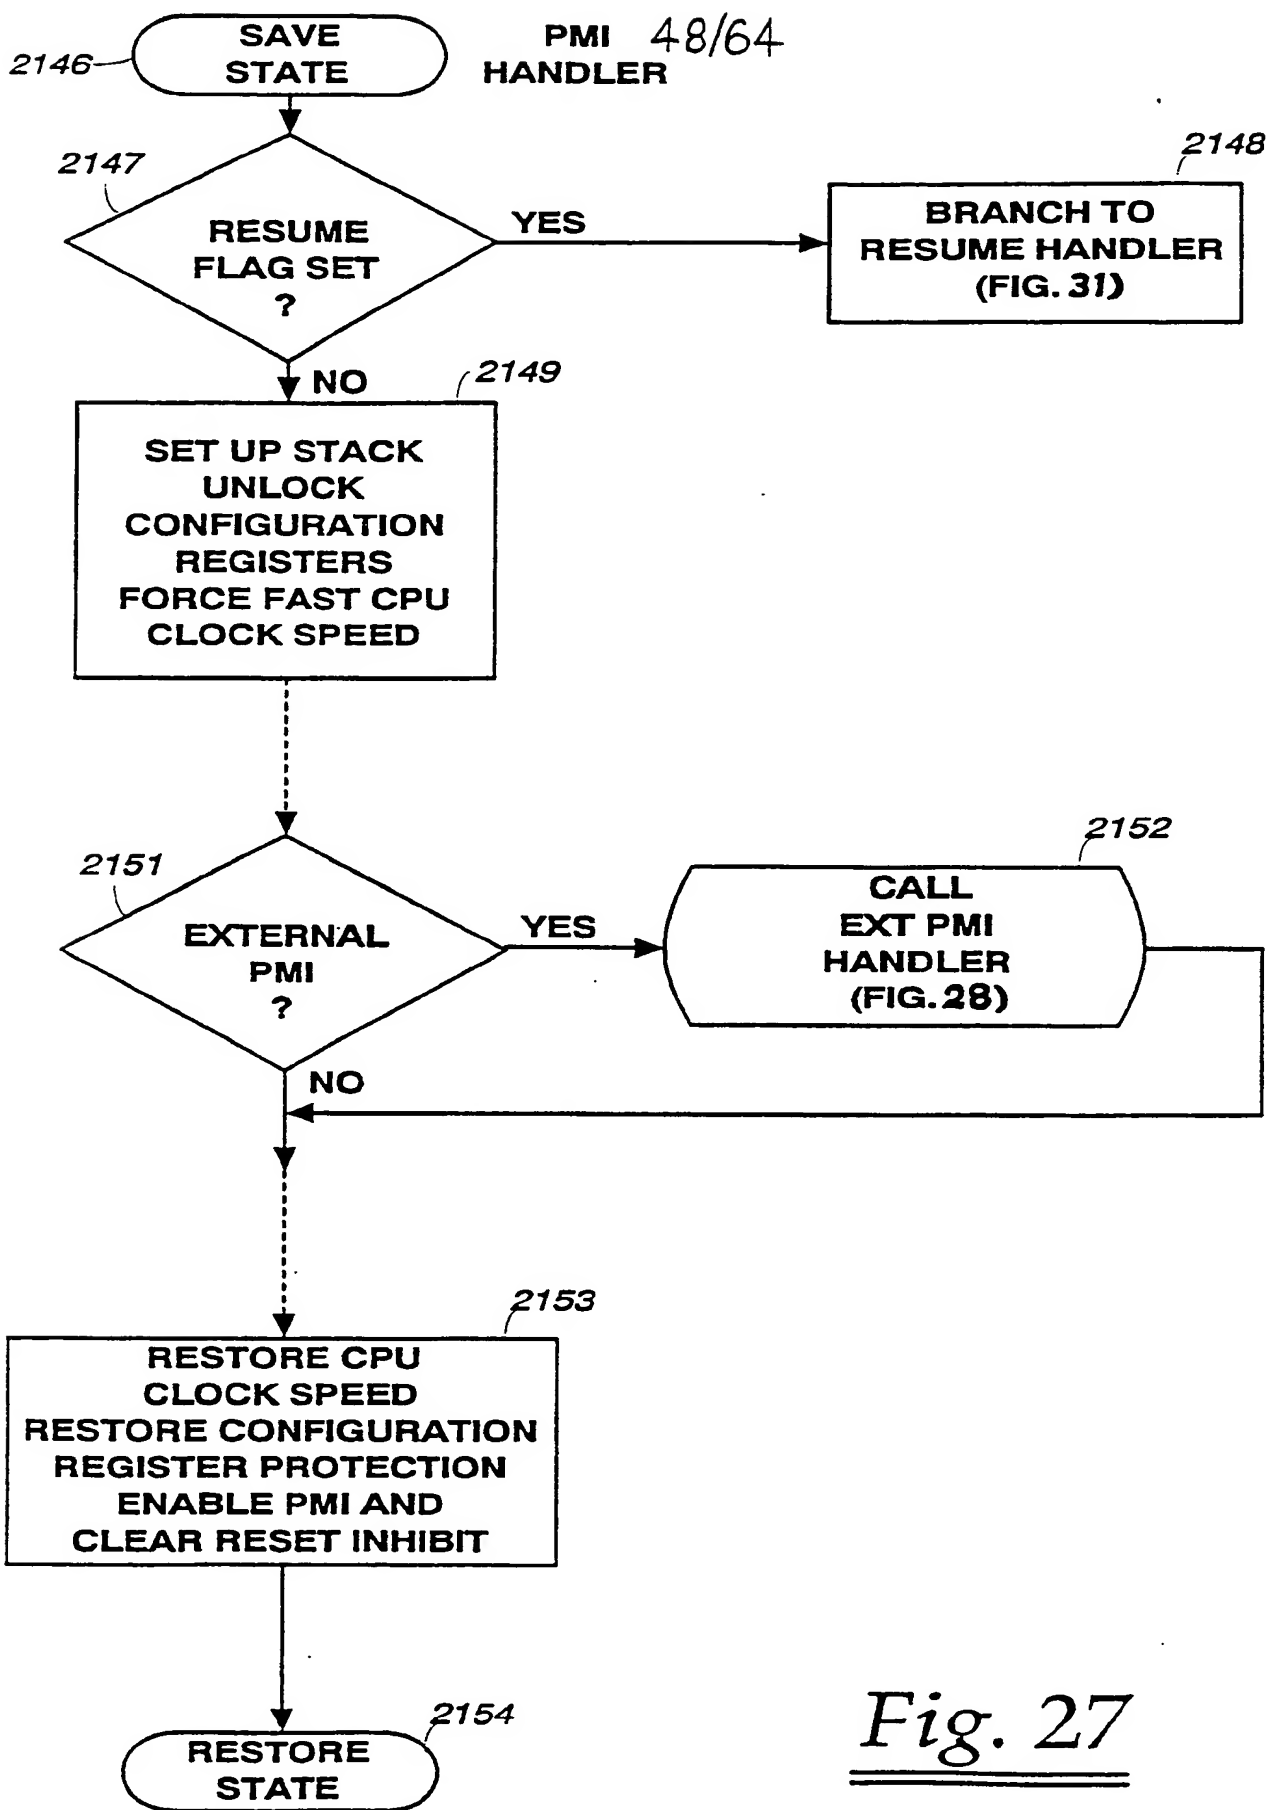 SAVE
STATE
2146
PMI
HANDLER
48/64
2147
RESUME
FLAG SET
?
YES
2148
BRANCH TO
RESUME HANDLER
(FIG. 31)
NO
2149
SET UP STACK
UNLOCK
CONFIGURATION
REGISTERS
FORCE FAST CPU
CLOCK SPEED
2151
EXTERNAL
PMI
?
YES
2152
CALL
EXT PMI
HANDLER
(FIG. 28)
NO
2153
RESTORE CPU
CLOCK SPEED
RESTORE CONFIGURATION
REGISTER PROTECTION
ENABLE PMI AND
CLEAR RESET INHIBIT
2154
RESTORE
STATE
Fig. 27